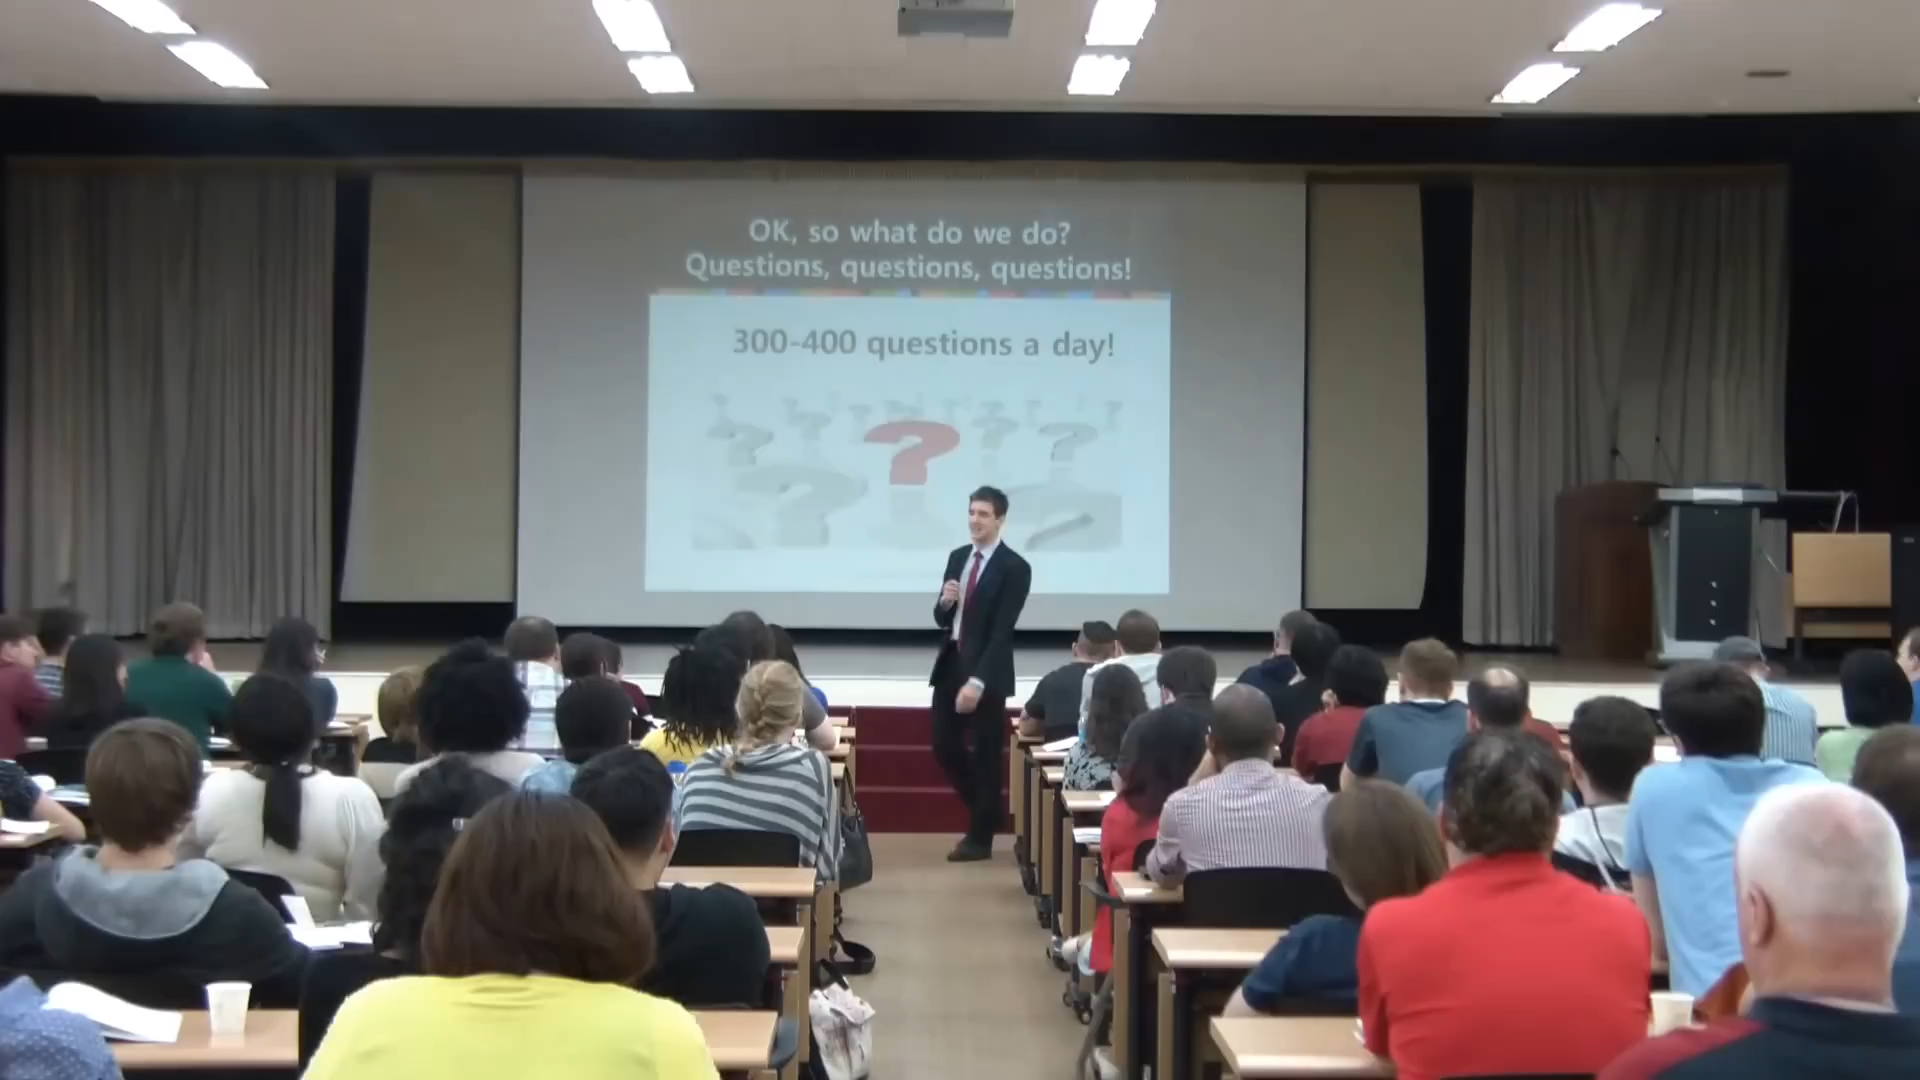 OK, so what do we do?
Questions, questions, questions!
300-400 questions a day!